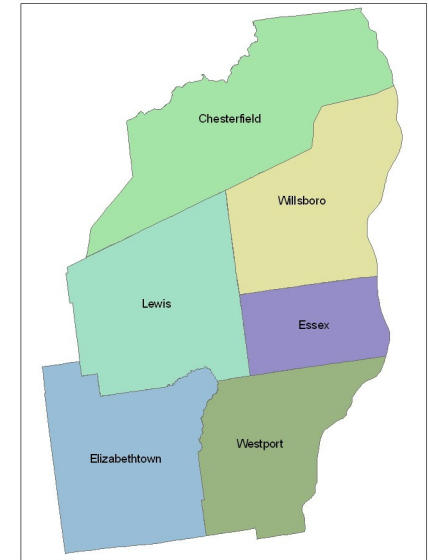 Chesterfield
Willsboro
Lewis
Essex
Westport
Elizabethtown